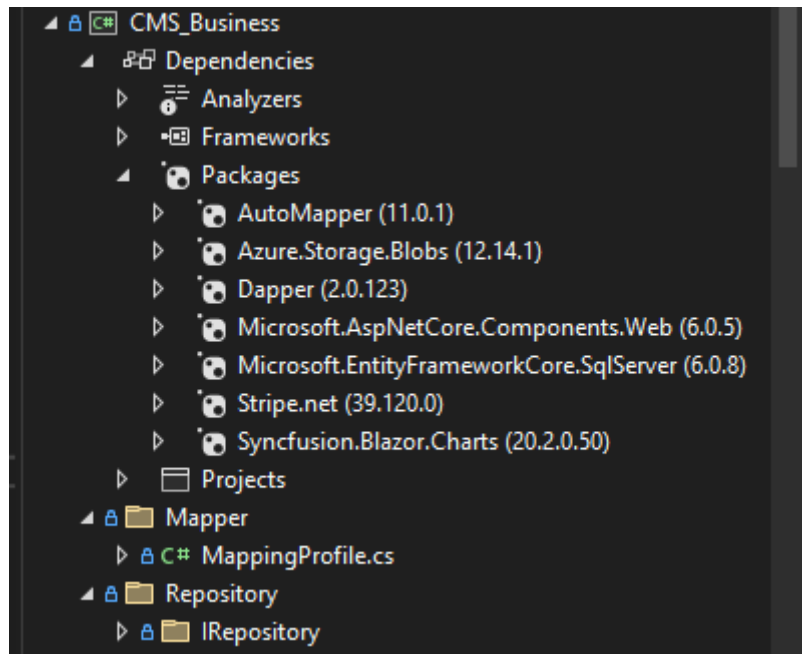 C# CMS_Business
Dependencies
Analyzers
Frameworks
Packages
AutoMapper (11.0.1)
Azure.Storage.Blobs (12.14.1)
Dapper (2.0.123)
Microsoft.AspNetCore.Components.Web (6.0.5)
Microsoft.EntityFrameworkCore.SqlServer (6.0.8)
Stripe.net (39.120.0)
Syncfusion.Blazor.Charts (20.2.0.50)
Projects
Mapper
C# MappingProfile.cs
Repository
IRepository